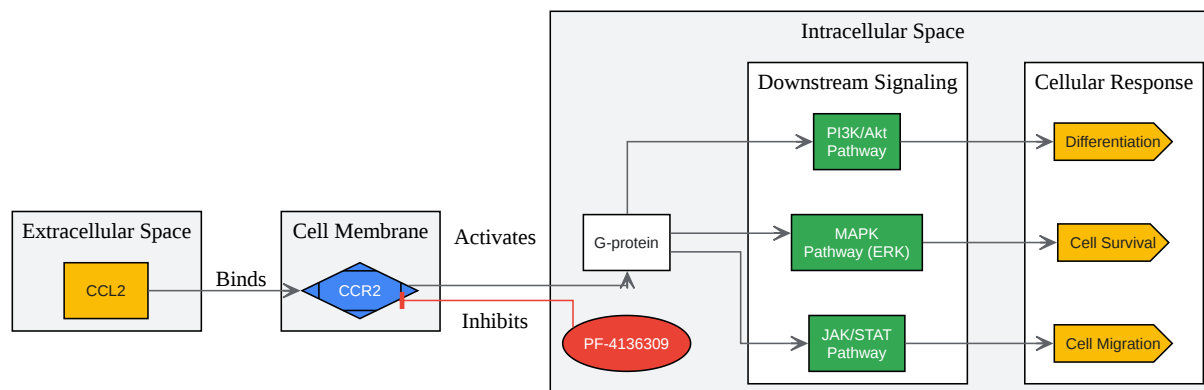 Intracellular Space
Downstream Signaling
Cellular Response
PI3K/Akt
Pathway
Differentiation
Extracellular Space
Cell Membrane
Activates
G-protein
MAPK
Pathway (ERK)
Cell Survival
CCL2
Binds
CCR2
Inhibits
PF-4136309
JAK/STAT
Pathway
Cell Migration